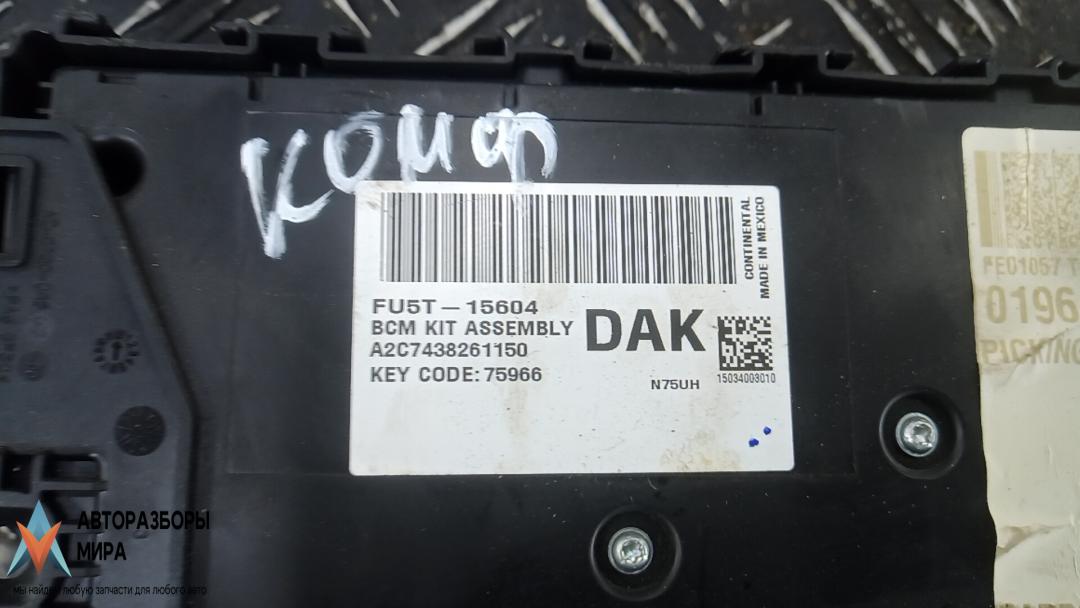 комф
CONTINENTAL
MADE IN MEXICO
FU5T-15604
BCM KIT ASSEMBLY
DAK
A2C7438261150
KEY CODE: 75966
N75UH
15034003010
FE01057
0196
PICKING
АВТОРАЗБОРЫ
МИРА
мы найдем любую запчасти для любого авто